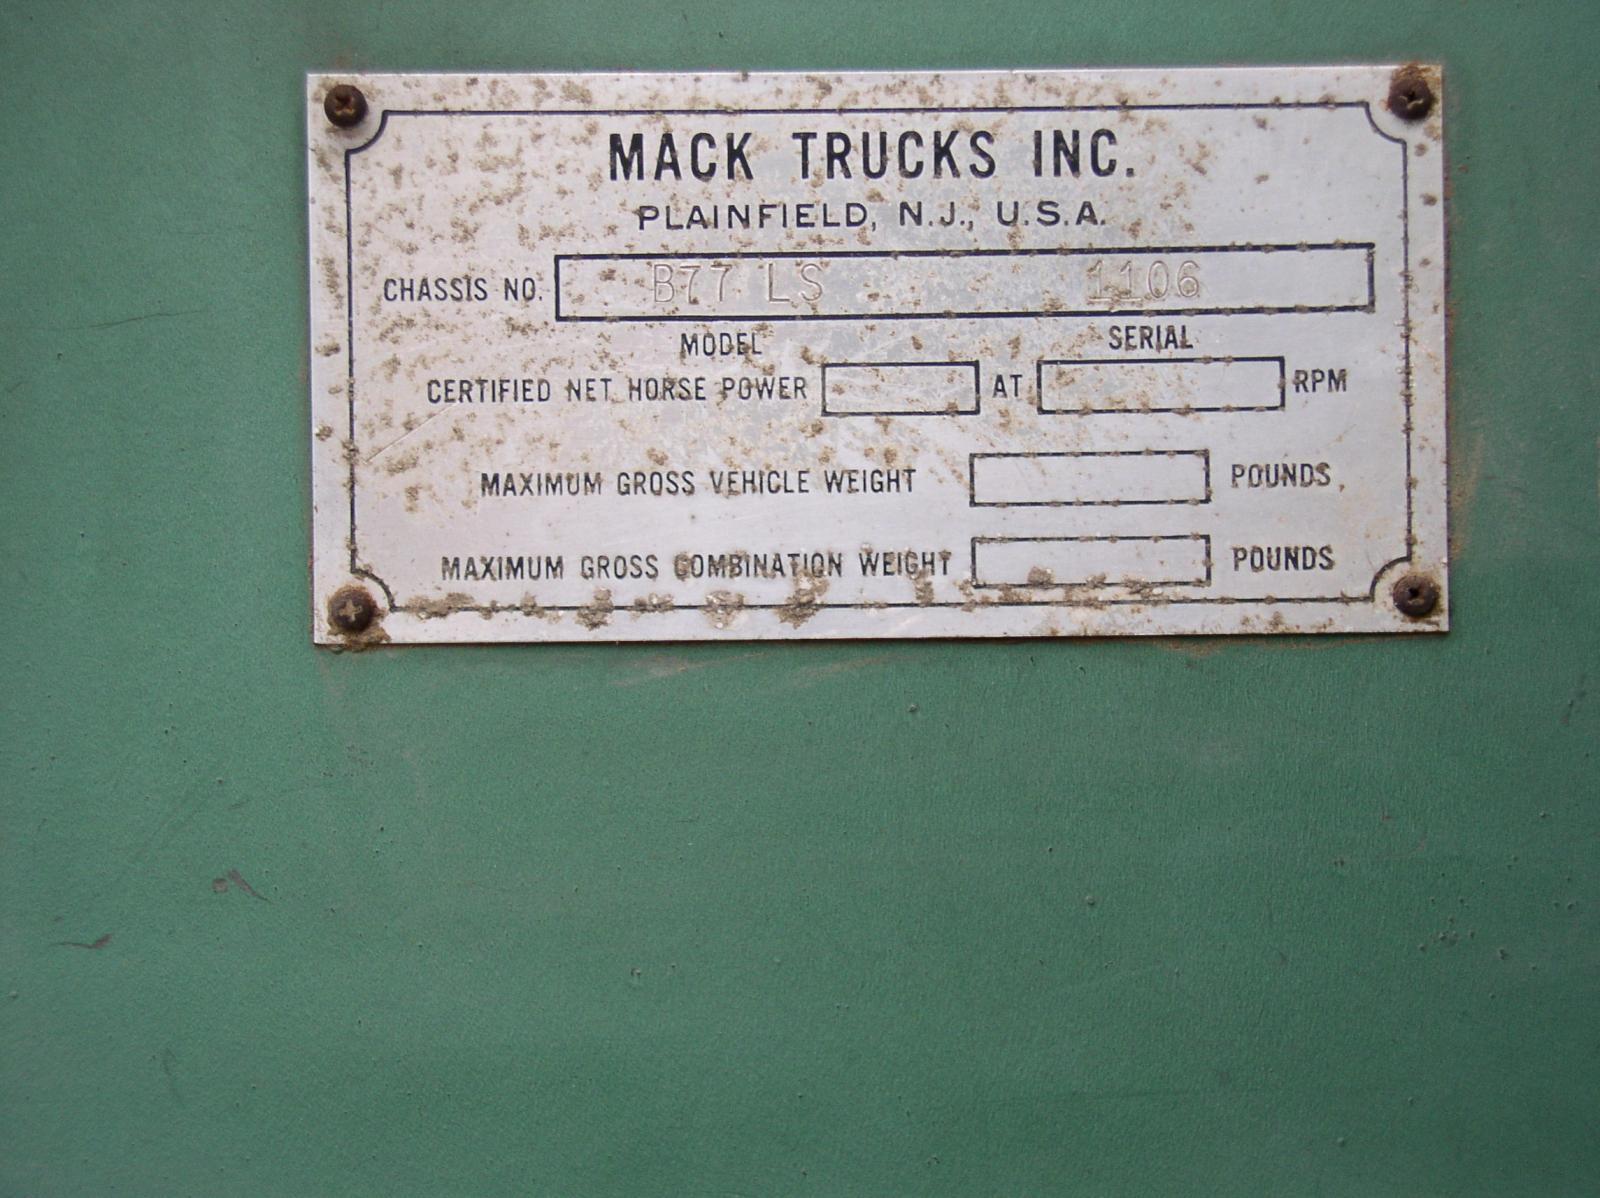 MACK TRUCKS INC.
PLAINFIELD, N.J., U.S.A.
CHASSIS NO. B77 LS 1106
MODEL SERIAL
CERTIFIED NET HORSE POWER AT RPM
MAXIMUM GROSS VEHICLE WEIGHT POUNDS
MAXIMUM GROSS COMBINATION WEIGHT POUNDS